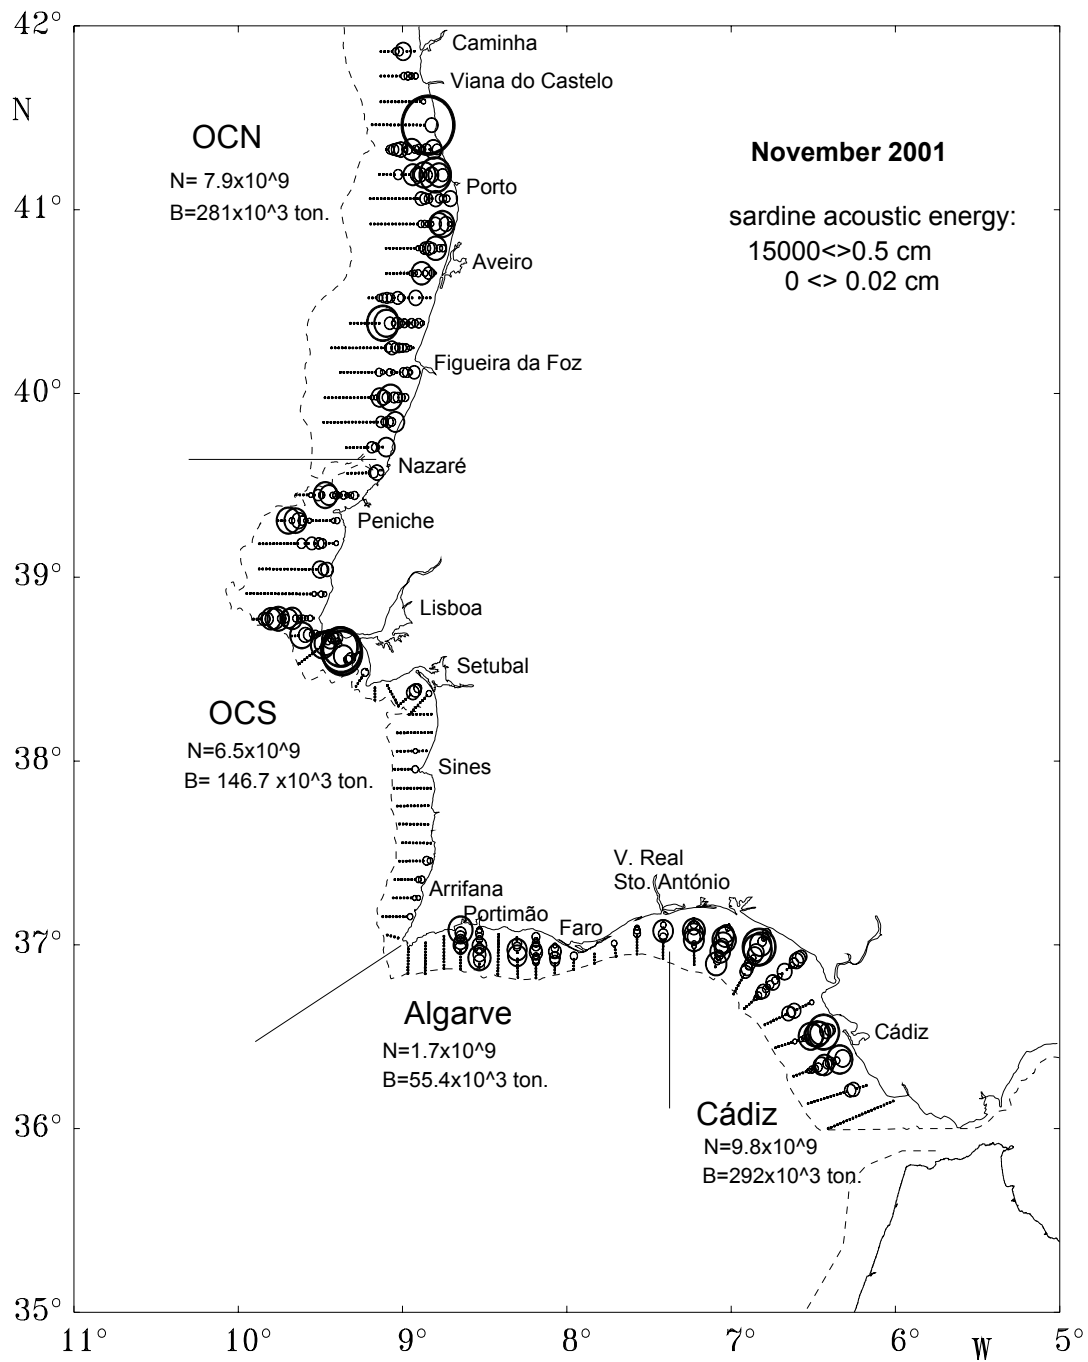 42°
Caminha
Viana do Castelo
N
OCN
N= 7.9x10^9
B=281x10^3 ton.
November 2001
sardine acoustic energy:
15000<>0.5 cm
0 <> 0.02 cm
Porto
41°
Aveiro
Figueira da Foz
40°
Nazaré
Peniche
39°
Lisboa
Setubal
OCS
N=6.5x10^9
B= 146.7 x10^3 ton.
38°
Sines
V. Real
Sto. António
Arrifana
Portimão
Faro
37°
Algarve
N=1.7x10^9
B=55.4x10^3 ton.
Cádiz
Cádiz
N=9.8x10^9
B=292x10^3 ton.
36°
35°
11° 10° 9° 8° 7° 6° 5°
W